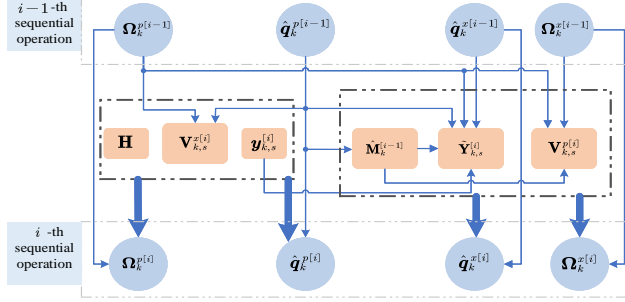 i−1 -th
sequential
operation
Ω_k^{p[i−1]}
q̂_k^{p[i−1]}
q̂_k^{x[i−1]}
Ω_k^{x[i−1]}
H
V_{k,s}^{x[i]}
y_{k,s}^{[i]}
M̂_k^{[i−1]}
Ỹ_{k,s}^{[i]}
V_{k,s}^{p[i]}
i -th
sequential
operation
Ω_k^{p[i]}
q̂_k^{p[i]}
q̂_k^{x[i]}
Ω_k^{x[i]}